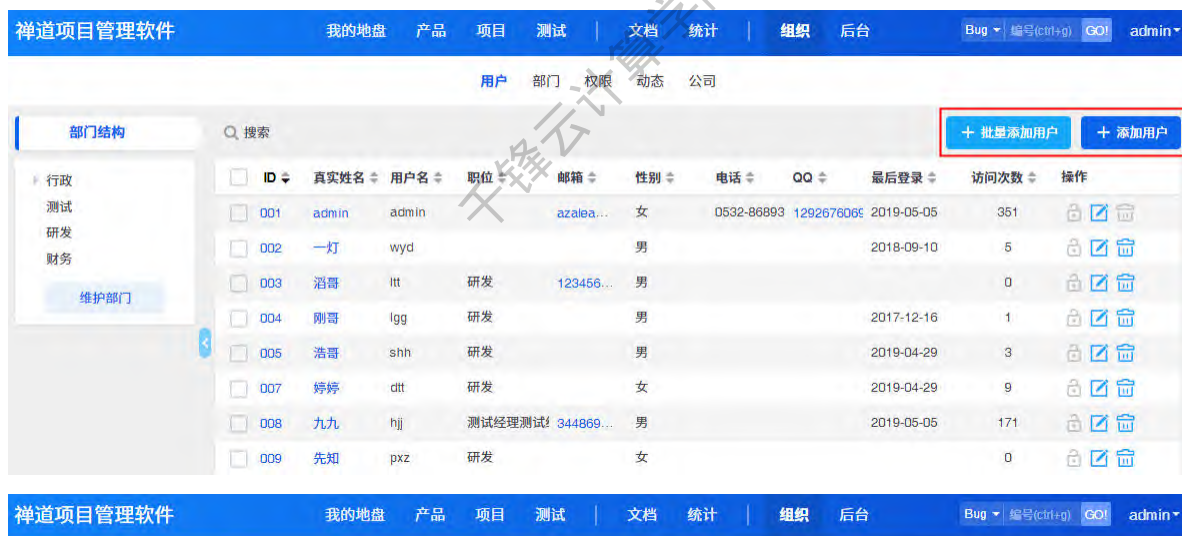 禅道项目管理软件 我的地盘 产品 项目 测试 | 文档 统计 | 组织 后台 Bug 编号(ctrl+g) GO! admin
用户 部门 权限 动态 公司
部门结构 搜索 + 批量添加用户 + 添加用户
行政
测试
研发
财务
维护部门
ID 真实姓名 用户名 职位 邮箱 性别 电话 QQ 最后登录 访问次数 操作
001 admin admin azalea... 女 0532-86893 1292676069 2019-05-05 351
002 一灯 wyd 男 2018-09-10 5
003 滔哥 ltt 研发 123456... 男 0
004 刚哥 lgg 研发 男 2017-12-16 1
005 浩哥 shh 研发 男 2019-04-29 3
007 婷婷 dtt 研发 女 2019-04-29 9
008 九九 hjj 测试经理测试 344869... 男 2019-05-05 171
009 先知 pxz 研发 女 0
千锋云计算学
禅道项目管理软件 我的地盘 产品 项目 测试 | 文档 统计 | 组织 后台 Bug 编号(ctrl+g) GO! admin